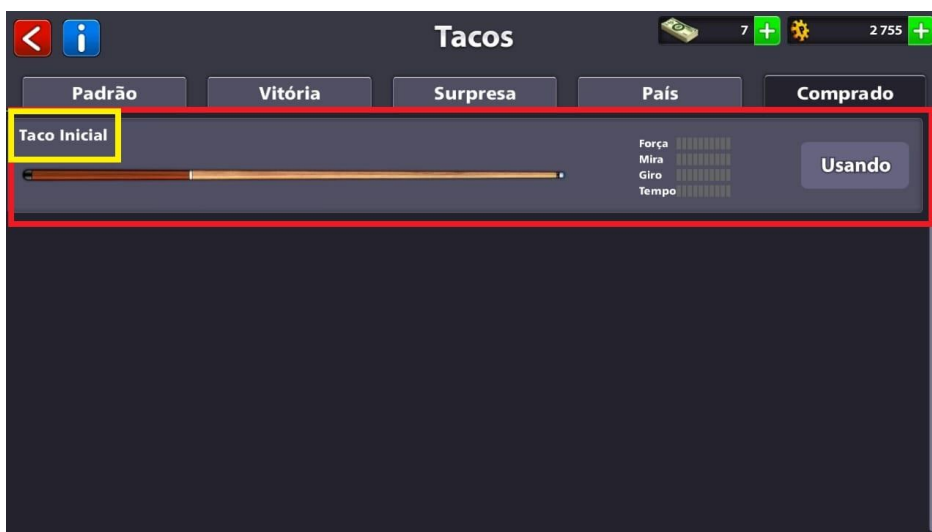 Tacos
7
2 755
Padrão
Vitória
Surpresa
País
Comprado
Taco Inicial
Força
Mira
Giro
Tempo
Usando